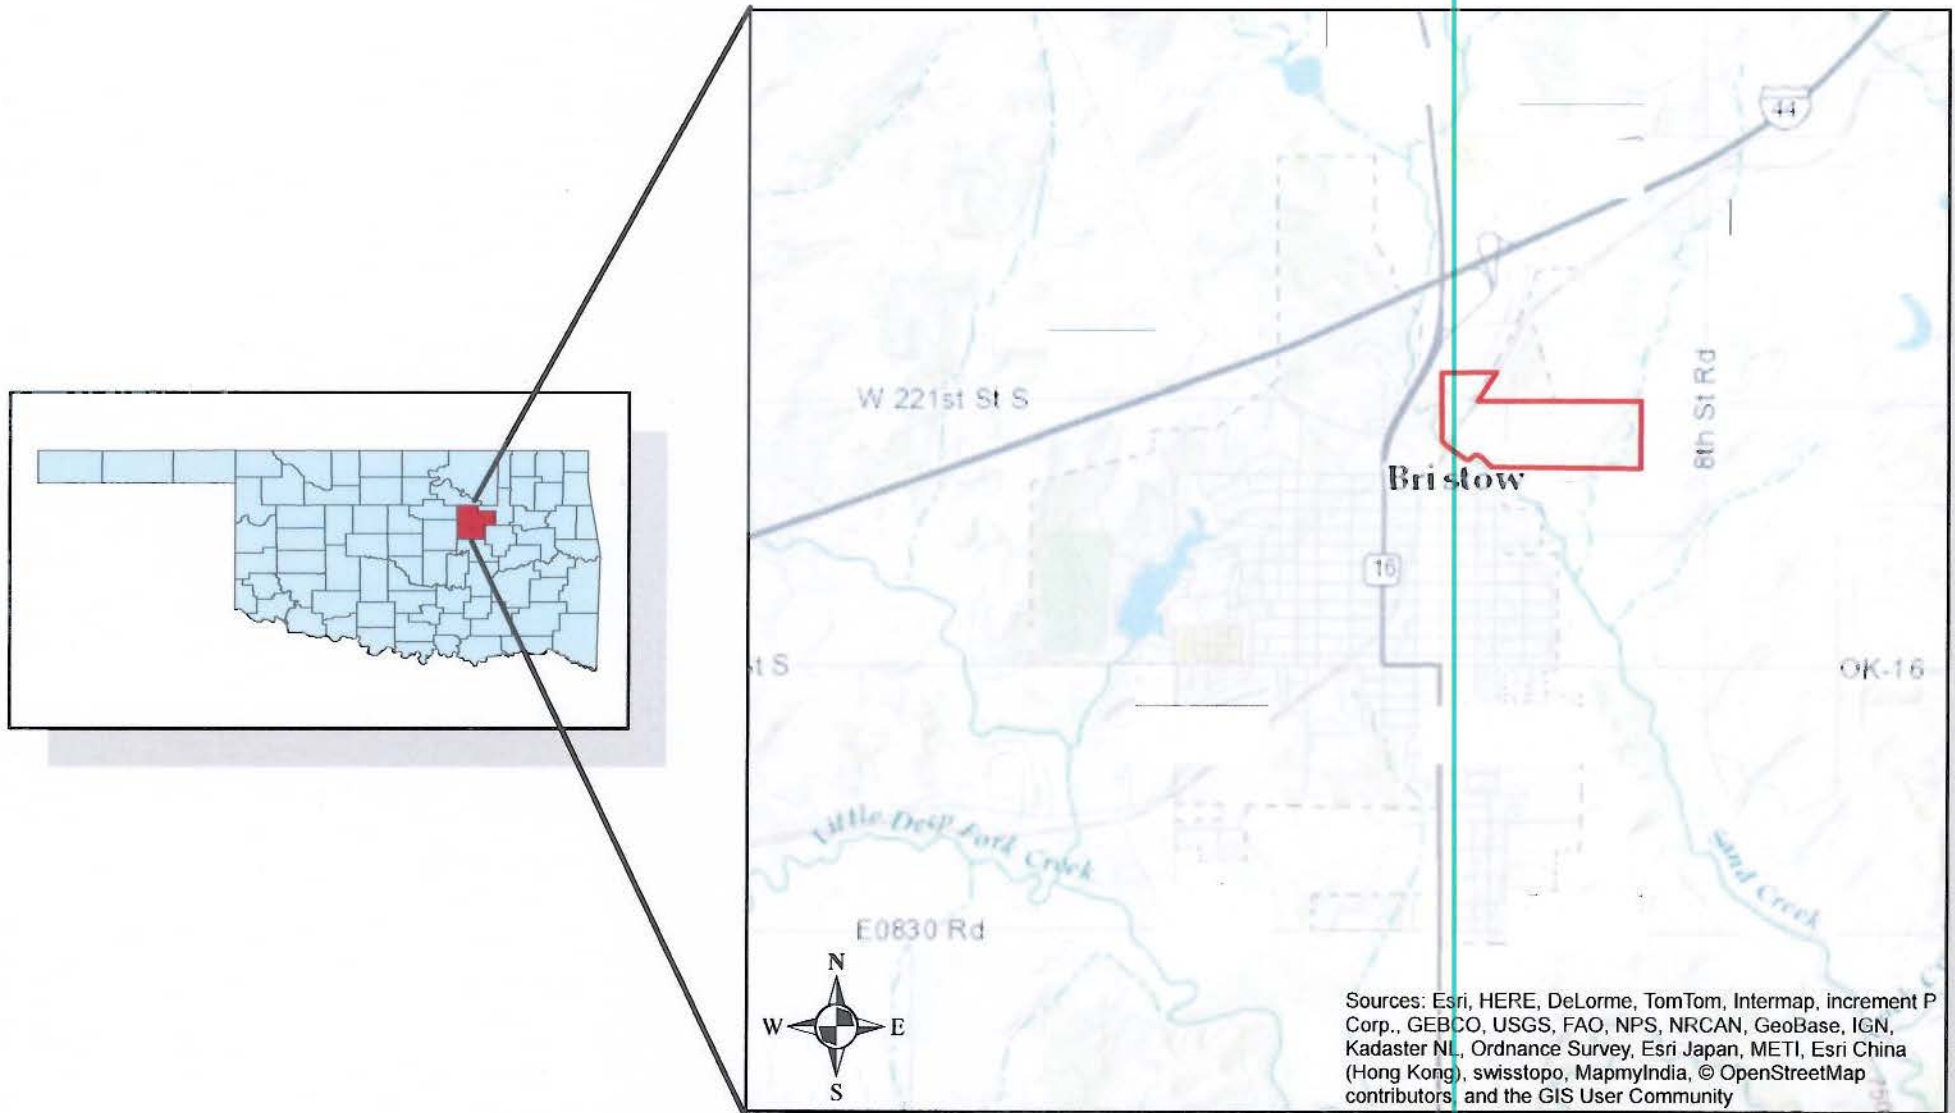 44
W 221st St S
8th St Rd
Bristow
16
t S
OK-16
Little Deep Fork Creek
Sand Creek
E0830 Rd
N
W
E
S
Sources: Esri, HERE, DeLorme, TomTom, Intermap, increment P
Corp., GEBCO, USGS, FAO, NPS, NRCAN, GeoBase, IGN,
Kadaster NL, Ordnance Survey, Esri Japan, METI, Esri China
(Hong Kong), swisstopo, MapmyIndia, © OpenStreetMap
contributors, and the GIS User Community